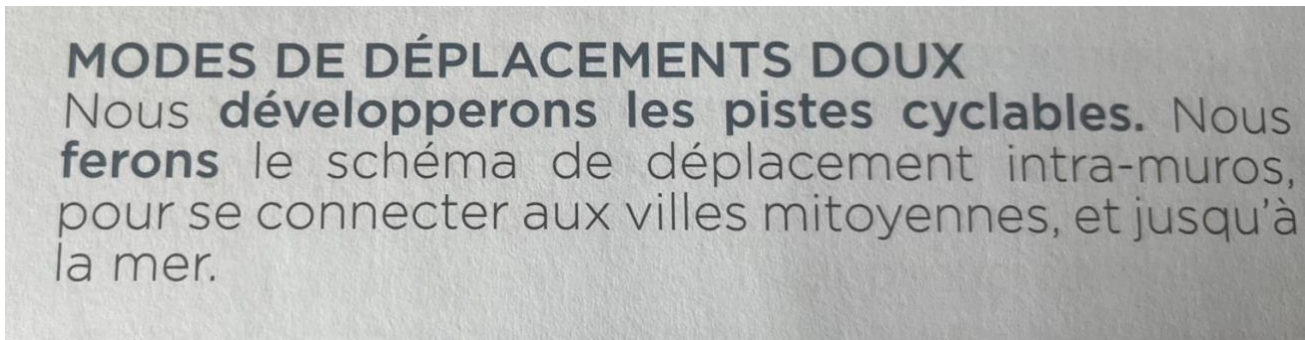 MODES DE DÉPLACEMENTS DOUX
Nous développerons les pistes cyclables. Nous
ferons le schéma de déplacement intra-muros,
pour se connecter aux villes mitoyennes, et jusqu'à
la mer.